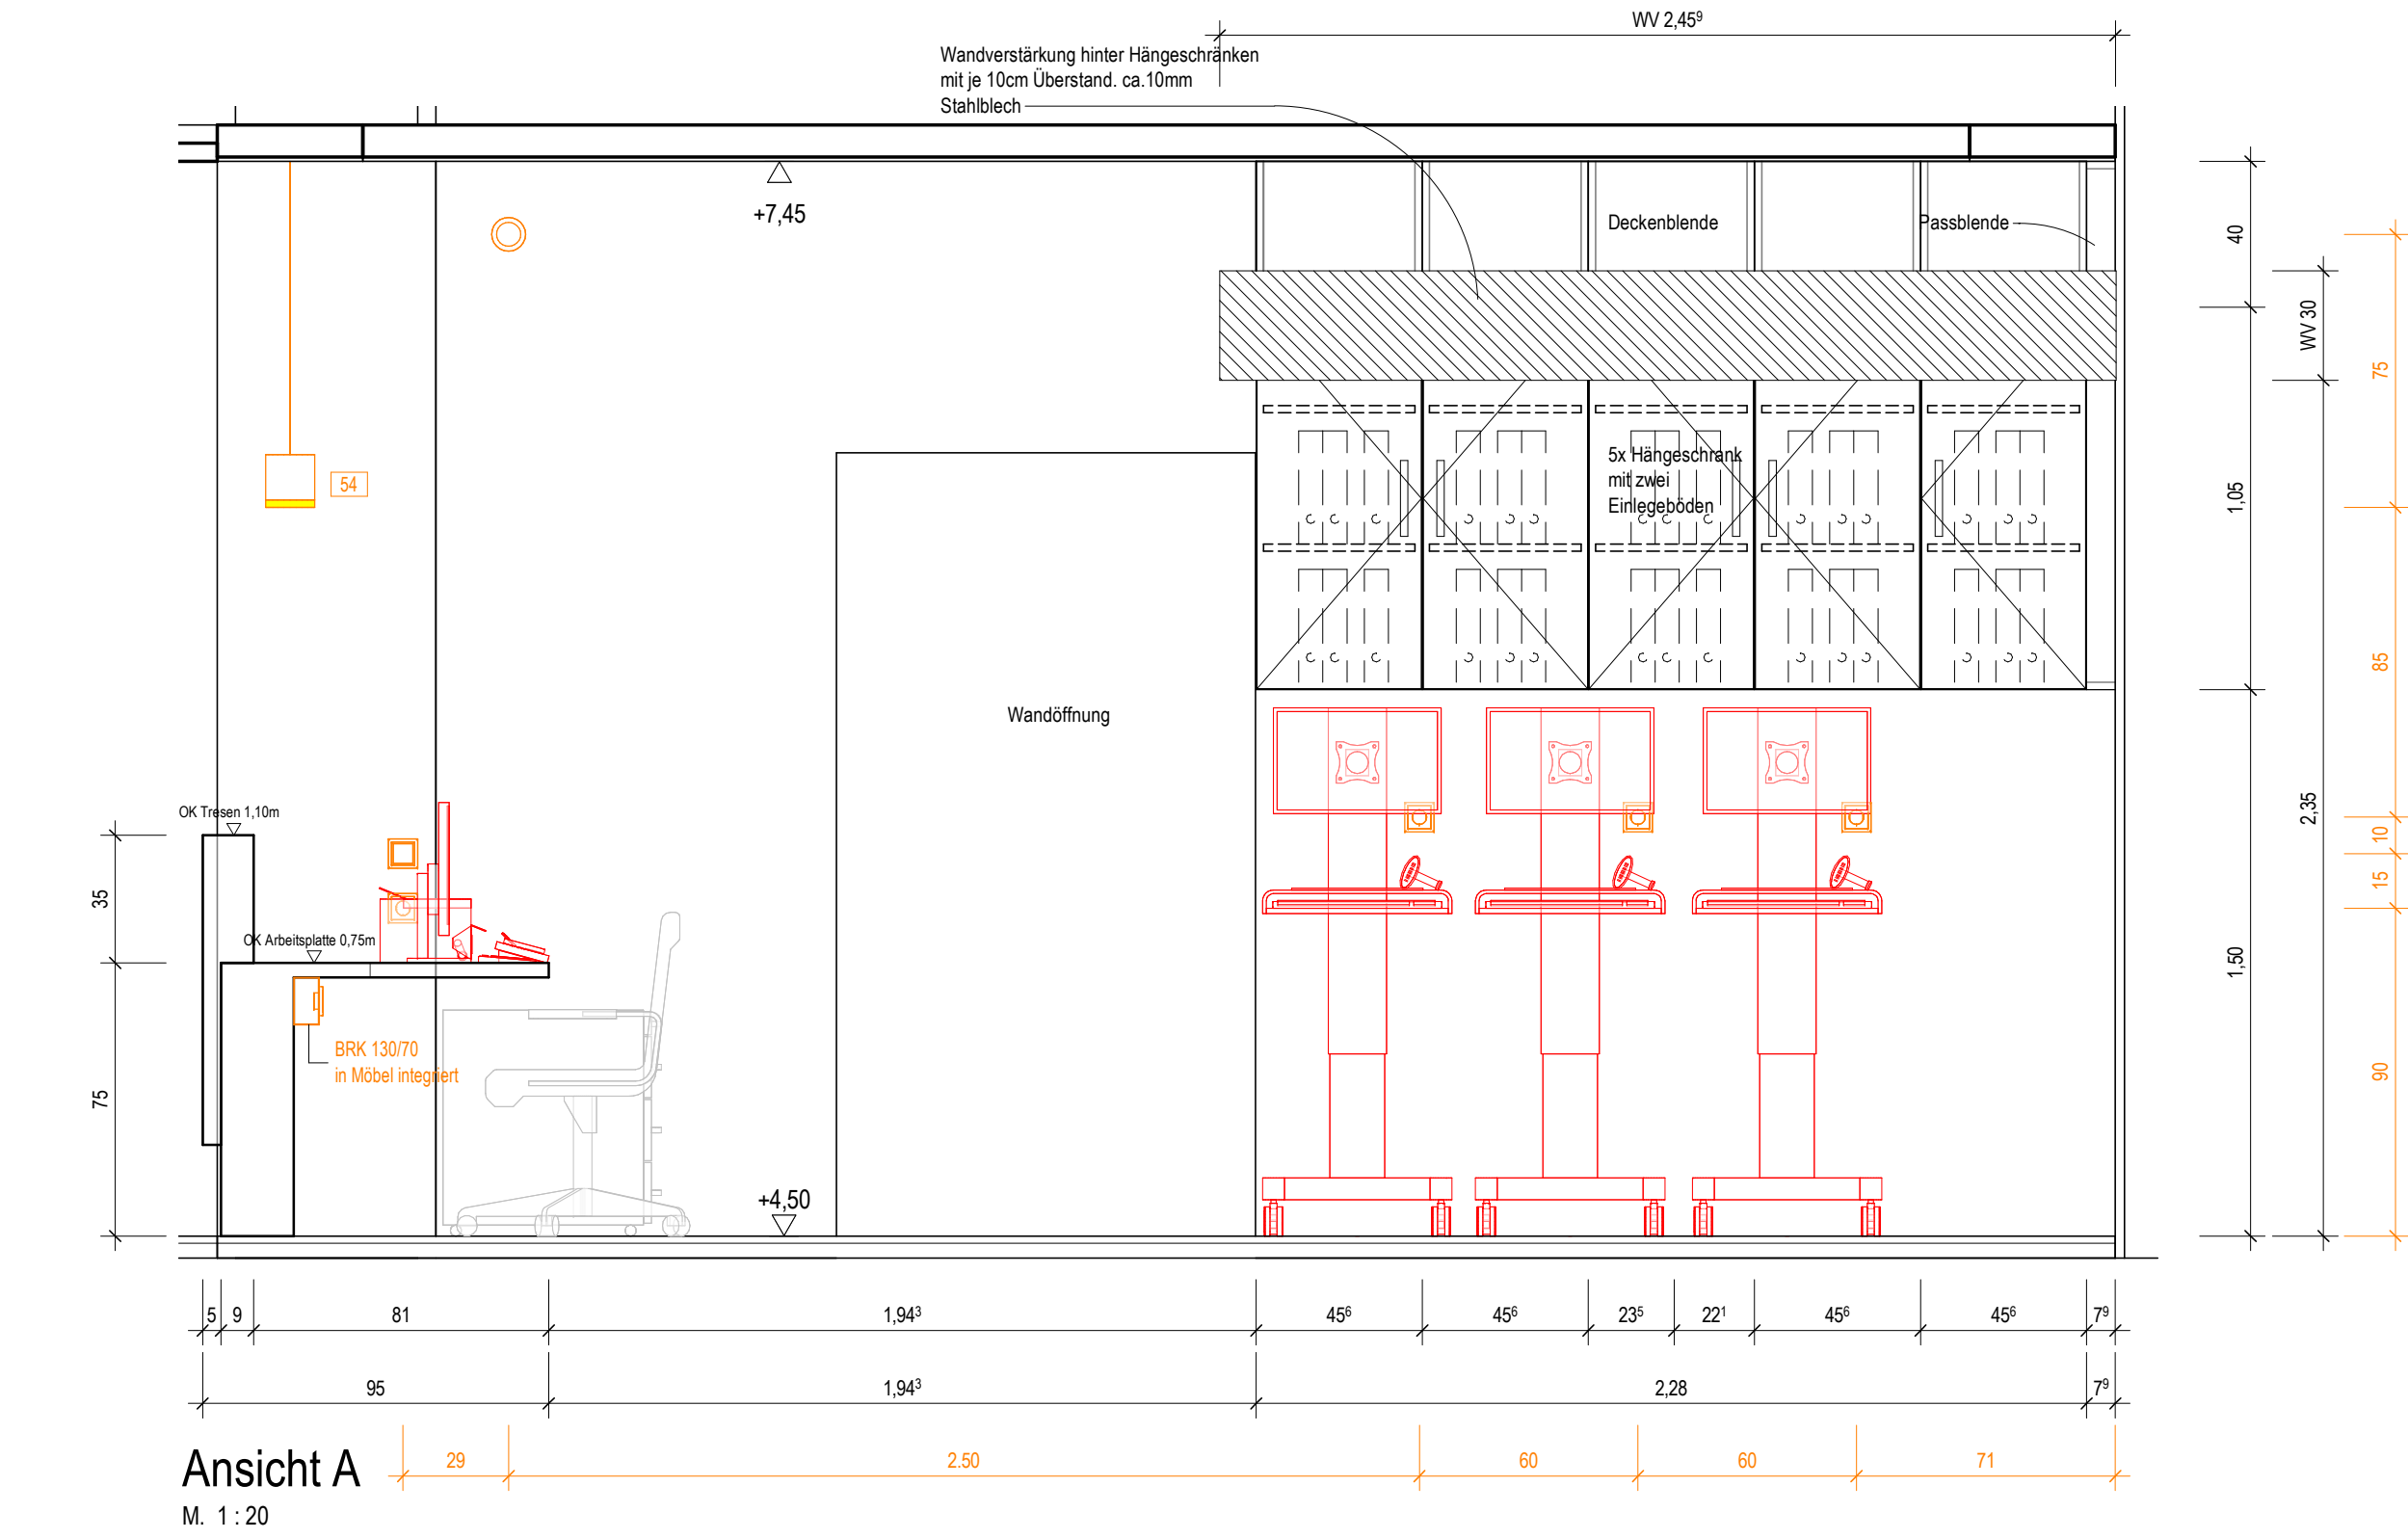 WV 2,45⁹
Wandverstärkung hinter Hängeschränken
mit je 10cm Überstand. ca.10mm
Stahlblech
+7,45
Deckenblende
Passblende
40
WV 30
75
54
5x Hängeschrank
mit zwei
Einlegeböden
1,05
85
Wandöffnung
OK Tresen 1,10m
2,35
10
15
35
OK Arbeitsplatte 0,75m
1,50
BRK 130/70
in Möbel integriert
75
90
+4,50
5
9
81
1,94³
45⁶
45⁶
23⁵
22¹
45⁶
45⁶
7⁹
95
1,94³
2,28
7⁹
29
2.50
60
60
71
Ansicht A
M. 1 : 20